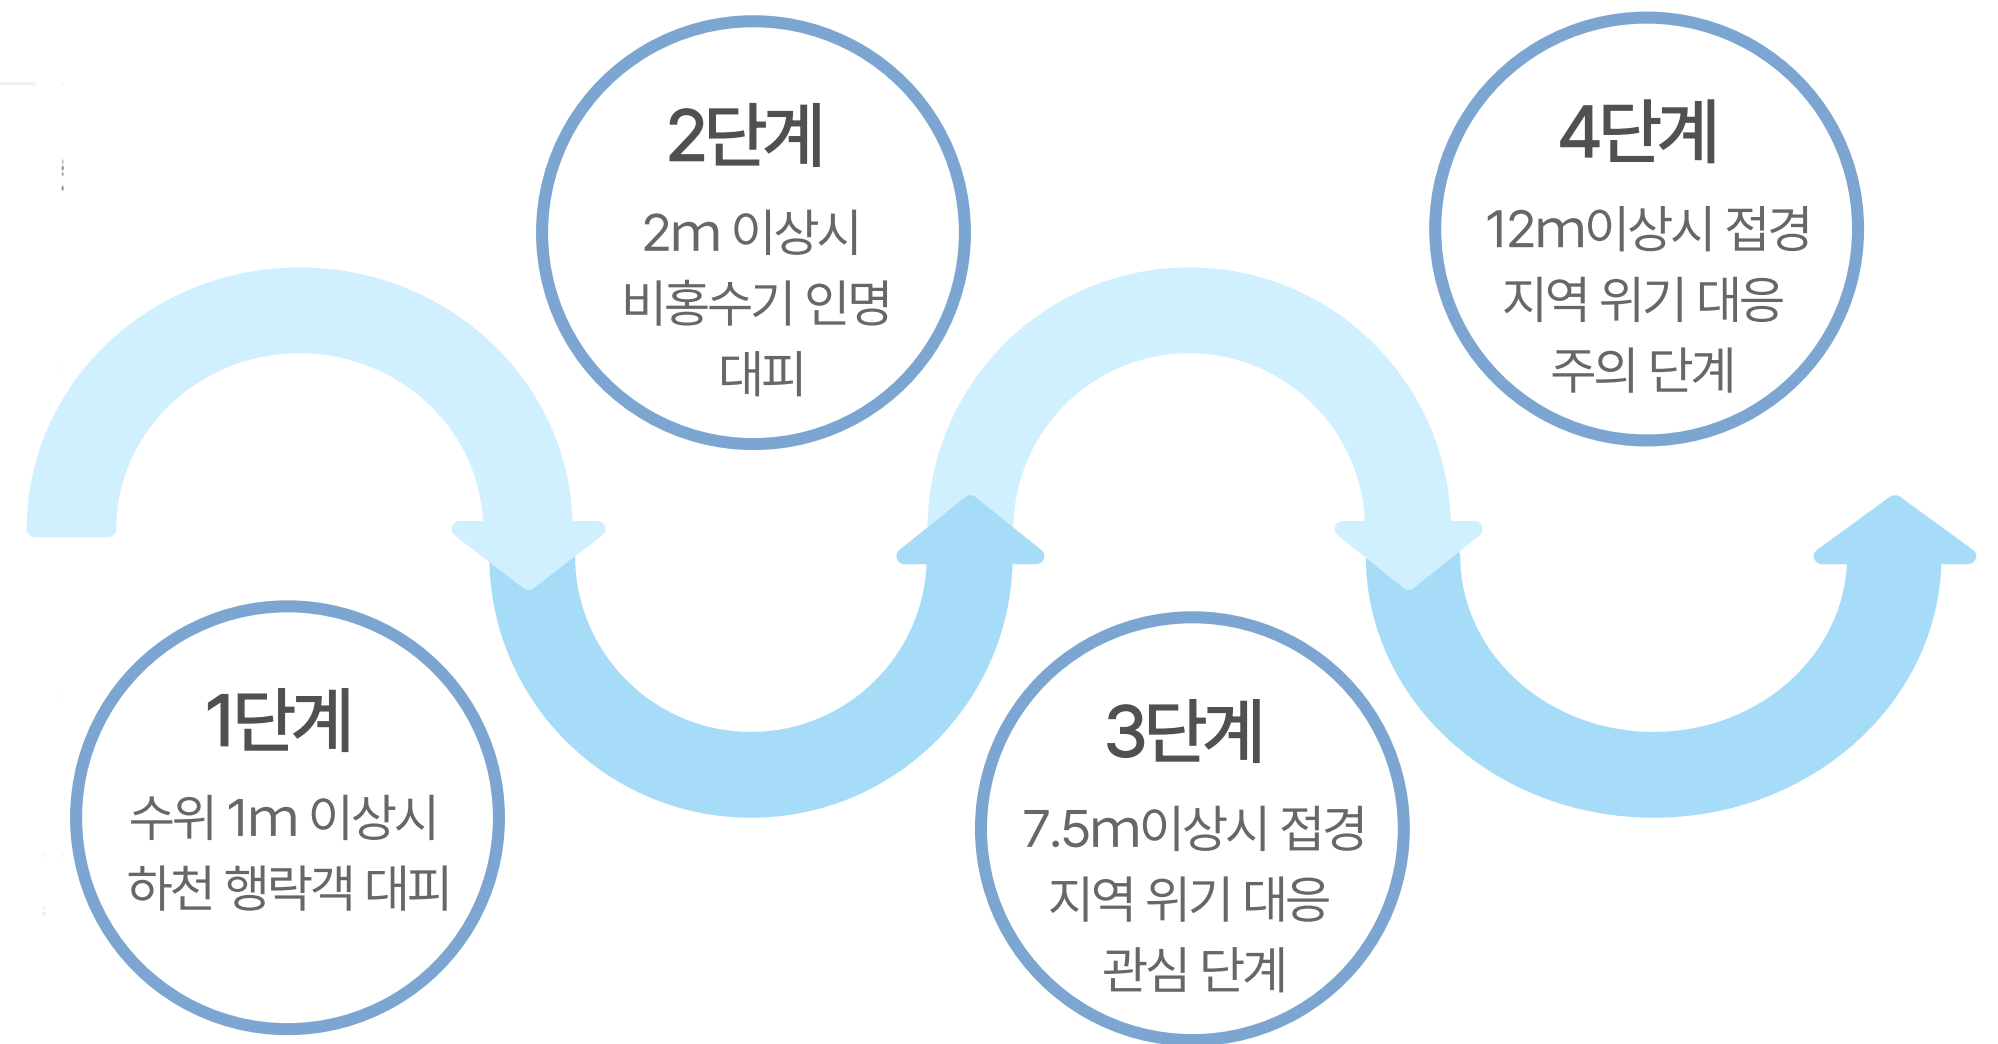 1단계
수위 1m 이상시
하천 행락객 대피
2단계
2m 이상시
비홍수기 인명
대피
3단계
7.5m이상시 접경
지역 위기 대응
관심 단계
4단계
12m이상시 접경
지역 위기 대응
주의 단계